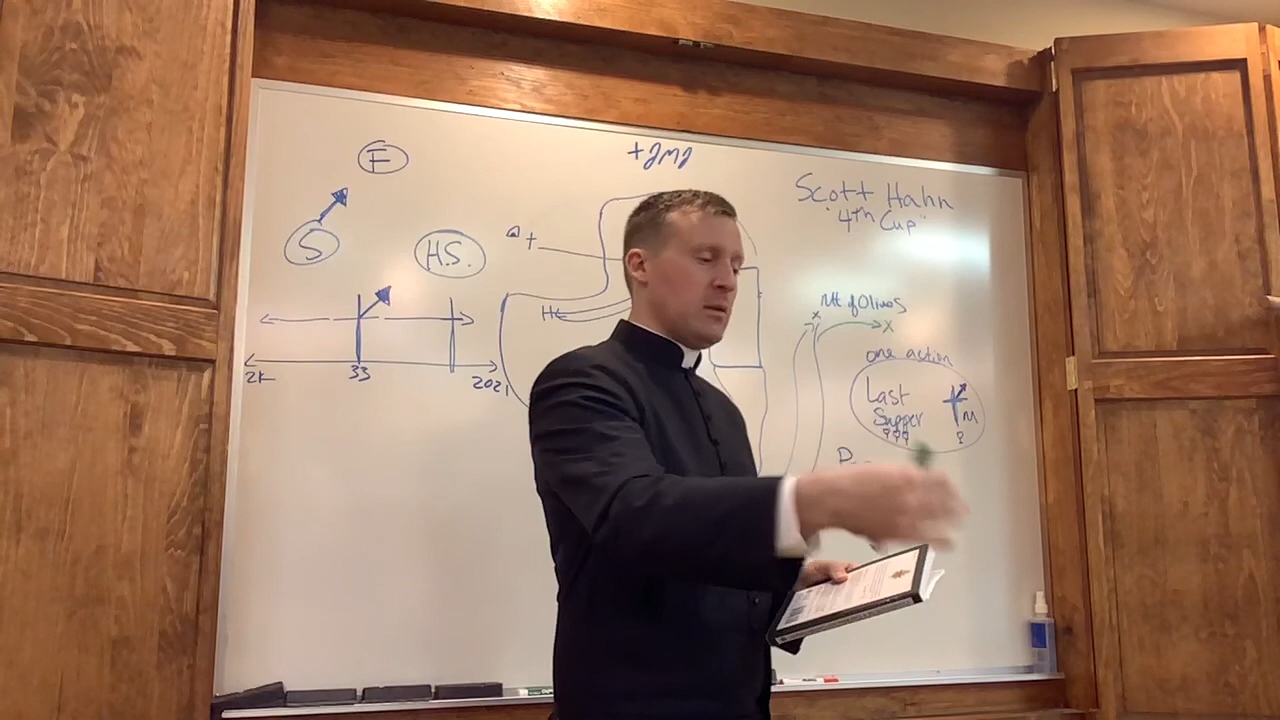 F
+JMJ
Scott Hahn
"4th Cup"
S
H.S.
Mt of Olives
one action
Last
Supper
M
2K
33
2021